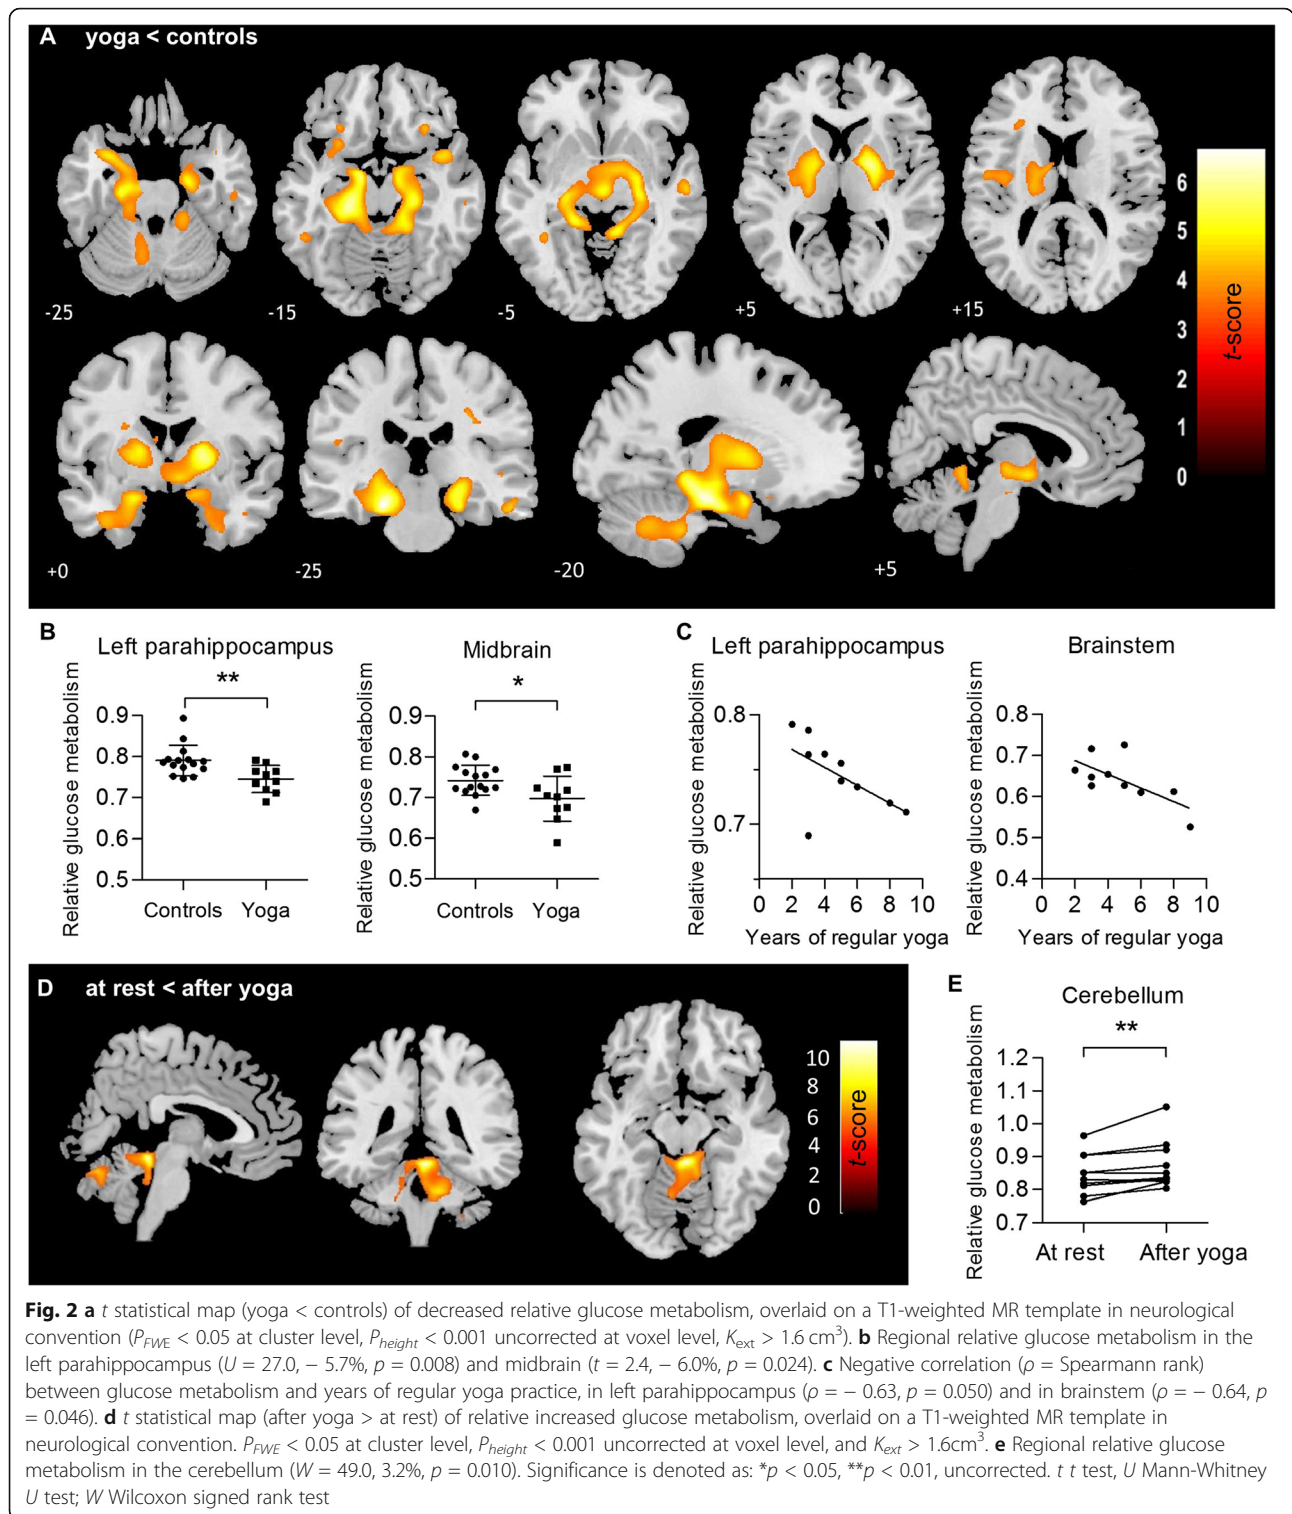 A yoga < controls
-25
-15
-5
+5
+15
6
5
4
3
2
1
0
t-score
+0
-25
-20
+5
B
Left parahippocampus
**
Relative glucose metabolism
0.9
0.8
0.7
0.6
0.5
Controls Yoga
Midbrain
*
Relative glucose metabolism
0.9
0.8
0.7
0.6
0.5
Controls Yoga
C
Left parahippocampus
Relative glucose metabolism
0.8
0.7
0 2 4 6 8 10
Years of regular yoga
Brainstem
Relative glucose metabolism
0.8
0.7
0.6
0.5
0.4
0 2 4 6 8 10
Years of regular yoga
D at rest < after yoga
10
8
6
4
2
0
t-score
E
Cerebellum
**
Relative glucose metabolism
1.2
1.1
1.0
0.9
0.8
0.7
At rest After yoga
Fig. 2 a t statistical map (yoga < controls) of decreased relative glucose metabolism, overlaid on a T1-weighted MR template in neurological
convention (PFWE < 0.05 at cluster level, Pheight < 0.001 uncorrected at voxel level, Kext > 1.6 cm³). b Regional relative glucose metabolism in the
left parahippocampus (U = 27.0, − 5.7%, p = 0.008) and midbrain (t = 2.4, − 6.0%, p = 0.024). c Negative correlation (ρ = Spearmann rank)
between glucose metabolism and years of regular yoga practice, in left parahippocampus (ρ = − 0.63, p = 0.050) and in brainstem (ρ = − 0.64, p
= 0.046). d t statistical map (after yoga > at rest) of relative increased glucose metabolism, overlaid on a T1-weighted MR template in
neurological convention. PFWE < 0.05 at cluster level, Pheight < 0.001 uncorrected at voxel level, and Kext > 1.6cm³. e Regional relative glucose
metabolism in the cerebellum (W = 49.0, 3.2%, p = 0.010). Significance is denoted as: *p < 0.05, **p < 0.01, uncorrected. t t test, U Mann-Whitney
U test; W Wilcoxon signed rank test